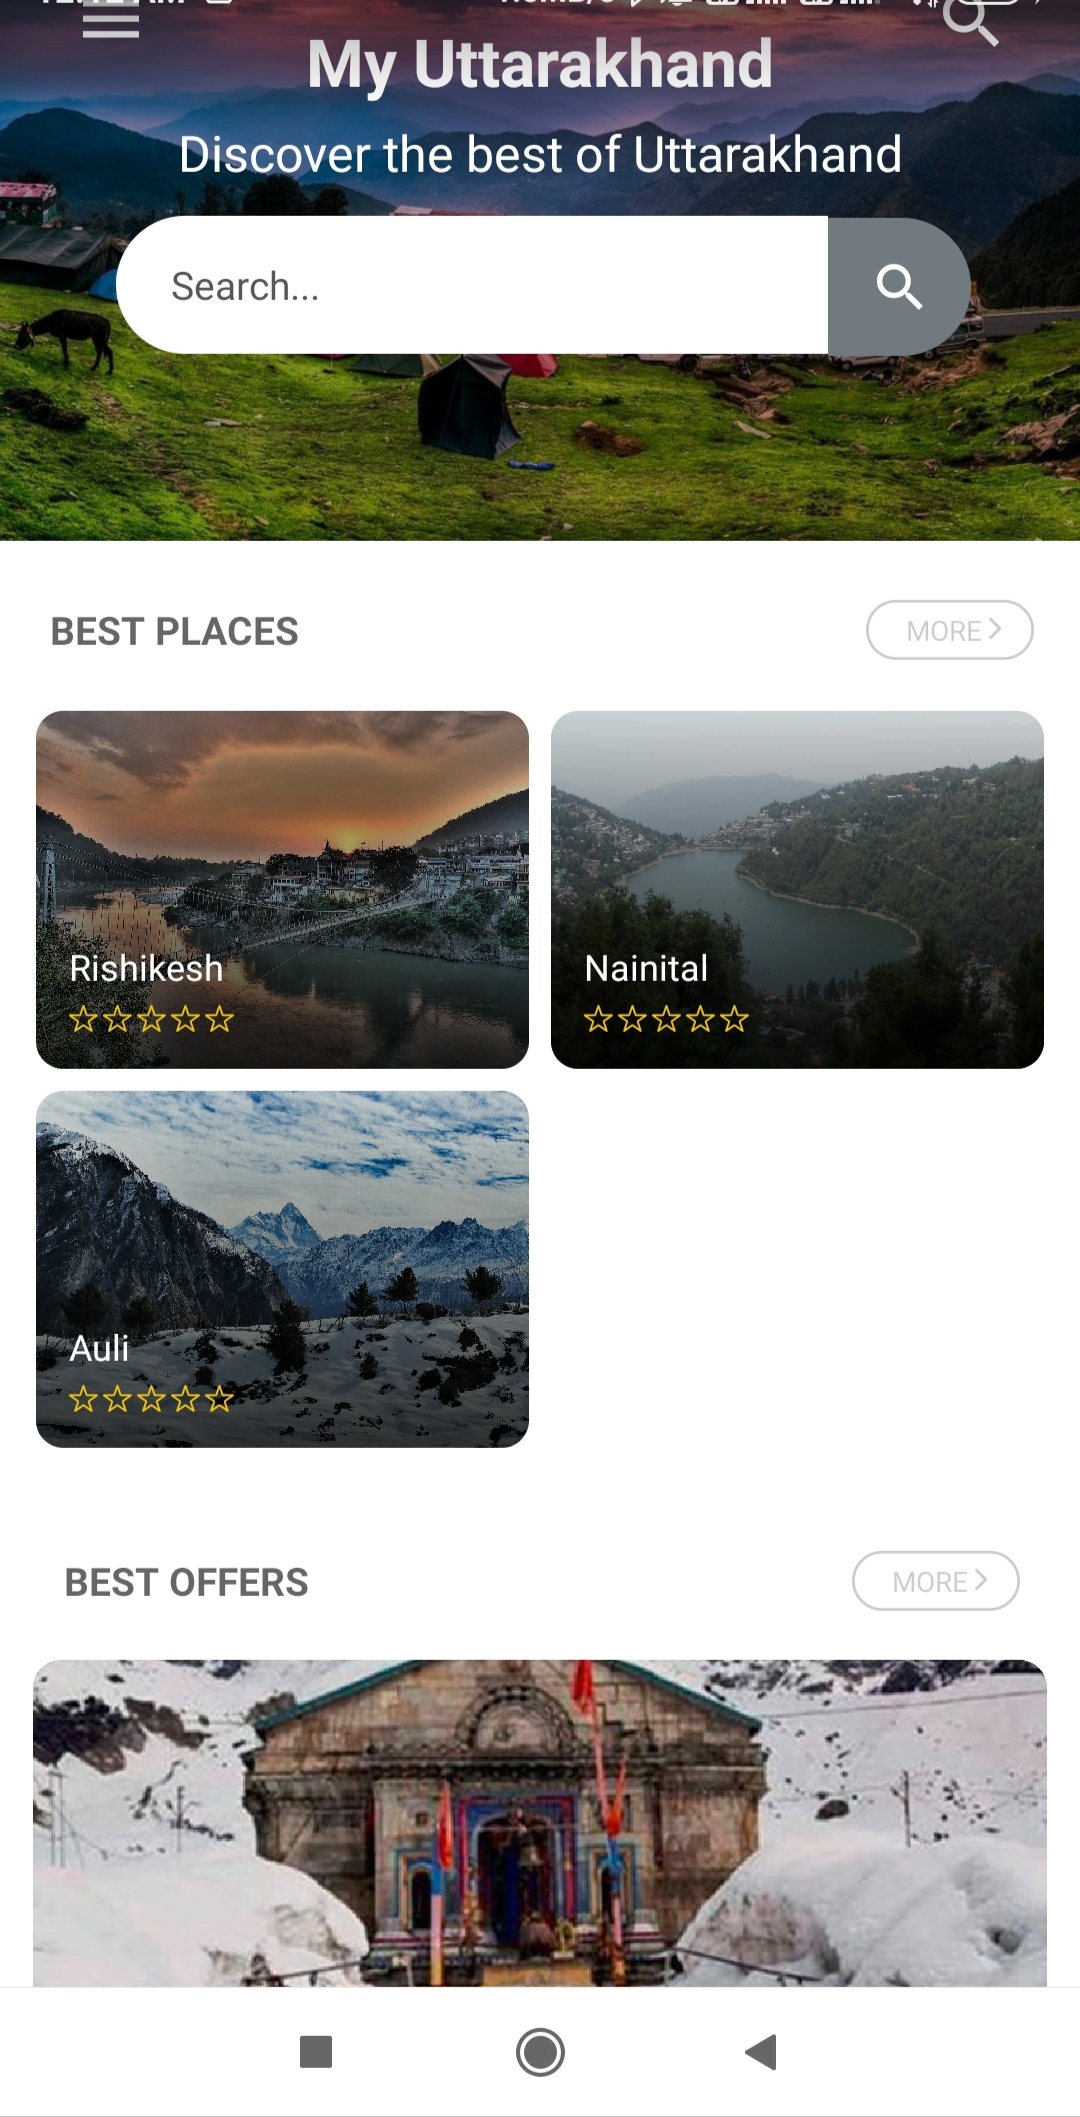 My Uttarakhand
Discover the best of Uttarakhand
Search...
BEST PLACES
MORE
Rishikesh
Nainital
Auli
BEST OFFERS
MORE